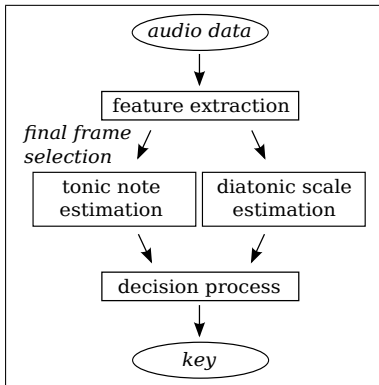 audio data
feature extraction
final frame
selection
tonic note
estimation
diatonic scale
estimation
decision process
key